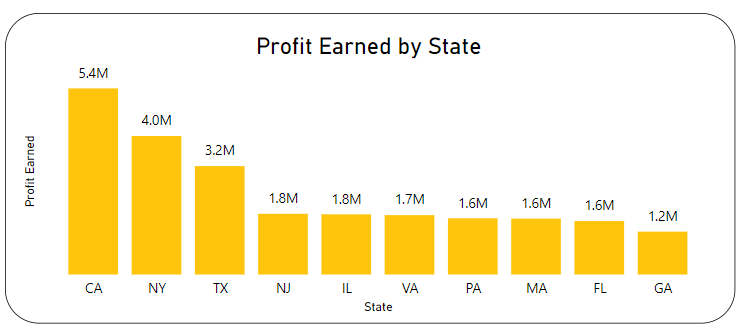 Profit Earned by State
5.4M
4.0M
3.2M
1.8M
1.8M
1.7M
1.6M
1.6M
1.6M
1.2M
Profit Earned
CA
NY
TX
NJ
IL
VA
PA
MA
FL
GA
State